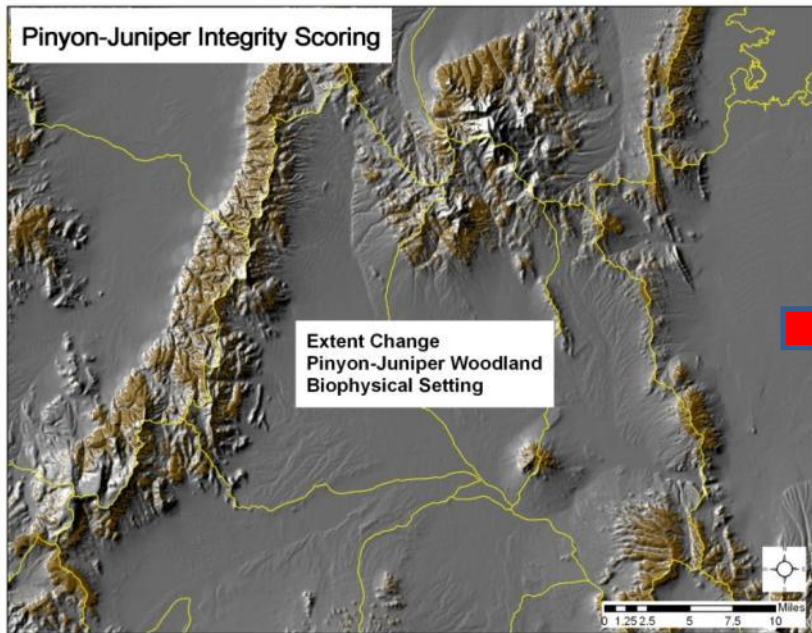 Pinyon-Juniper Integrity Scoring
Extent Change
Pinyon-Juniper Woodland
Biophysical Setting
Miles
0 1.25 2.5 5 7.5 10